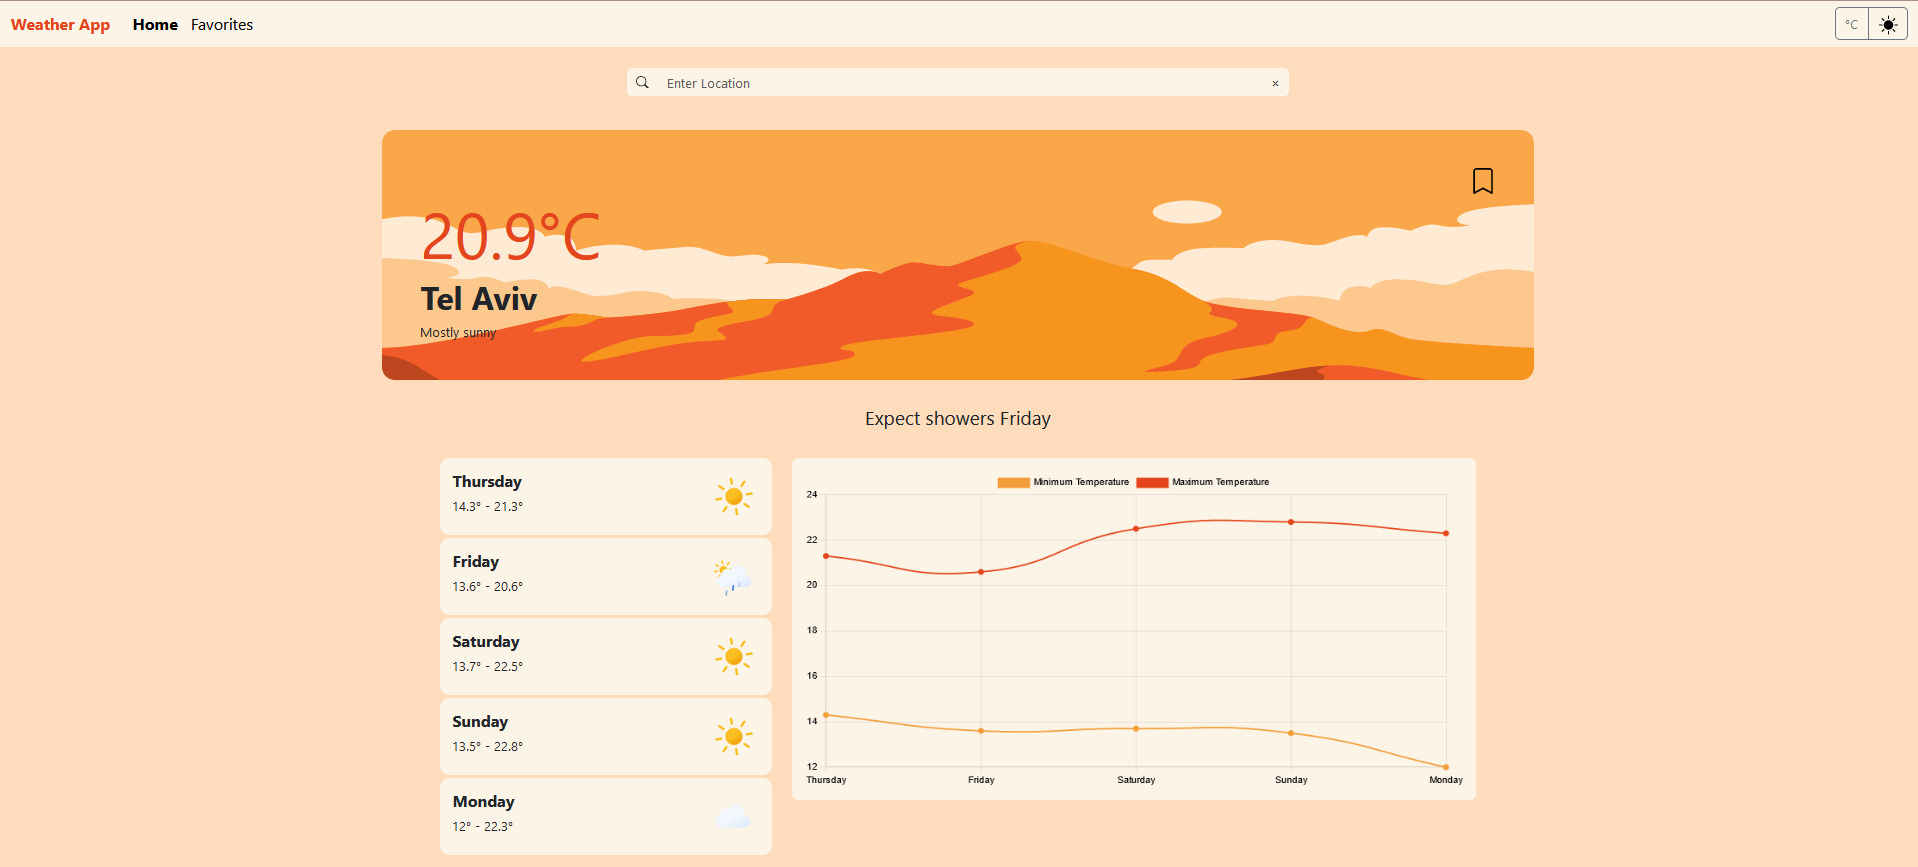 Weather App Home Favorites °C
Enter Location ×
20.9°C
Tel Aviv
Mostly sunny
Expect showers Friday
Thursday
14.3° - 21.3°
Friday
13.6° - 20.6°
Saturday
13.7° - 22.5°
Sunday
13.5° - 22.8°
Monday
12° - 22.3°
Minimum Temperature Maximum Temperature
24
22
20
18
16
14
12
Thursday Friday Saturday Sunday Monday